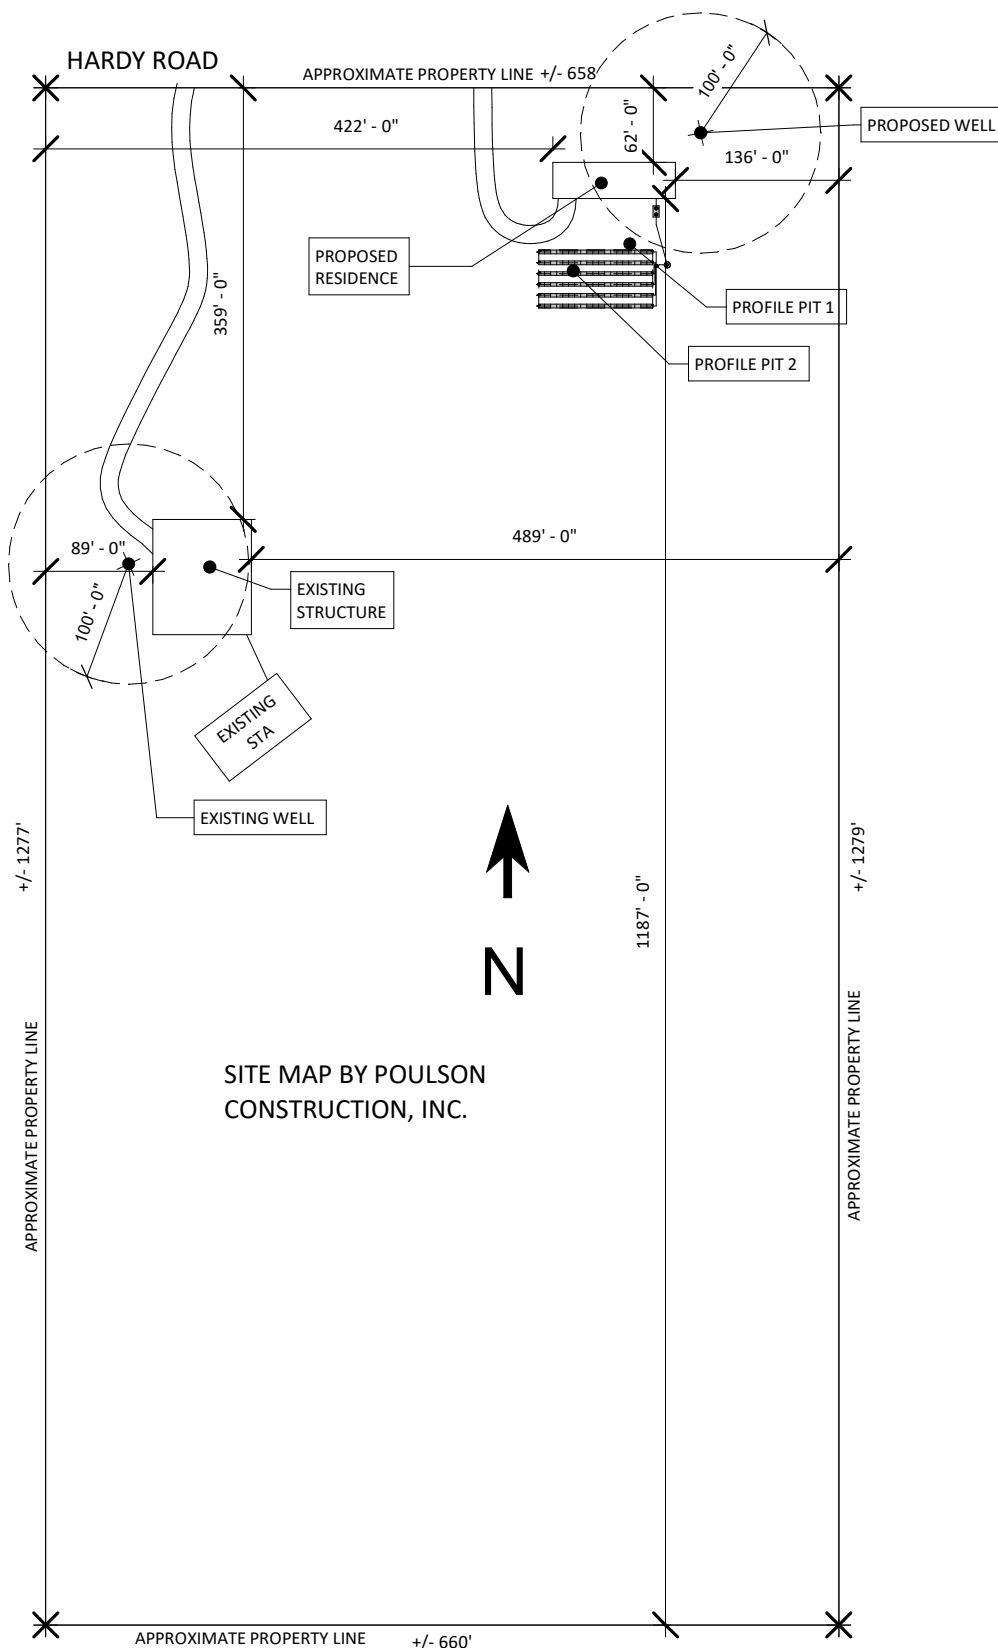 HARDY ROAD
APPROXIMATE PROPERTY LINE +/- 658
100' - 0"
PROPOSED WELL
422' - 0"
62' - 0"
136' - 0"
PROPOSED
RESIDENCE
359' - 0"
PROFILE PIT 1
PROFILE PIT 2
89' - 0"
489' - 0"
100' - 0"
EXISTING
STRUCTURE
EXISTING
STA
EXISTING WELL
+/- 1277'
+/- 1279'
1187' - 0"
N
APPROXIMATE PROPERTY LINE
APPROXIMATE PROPERTY LINE
SITE MAP BY POULSON
CONSTRUCTION, INC.
APPROXIMATE PROPERTY LINE +/- 660'